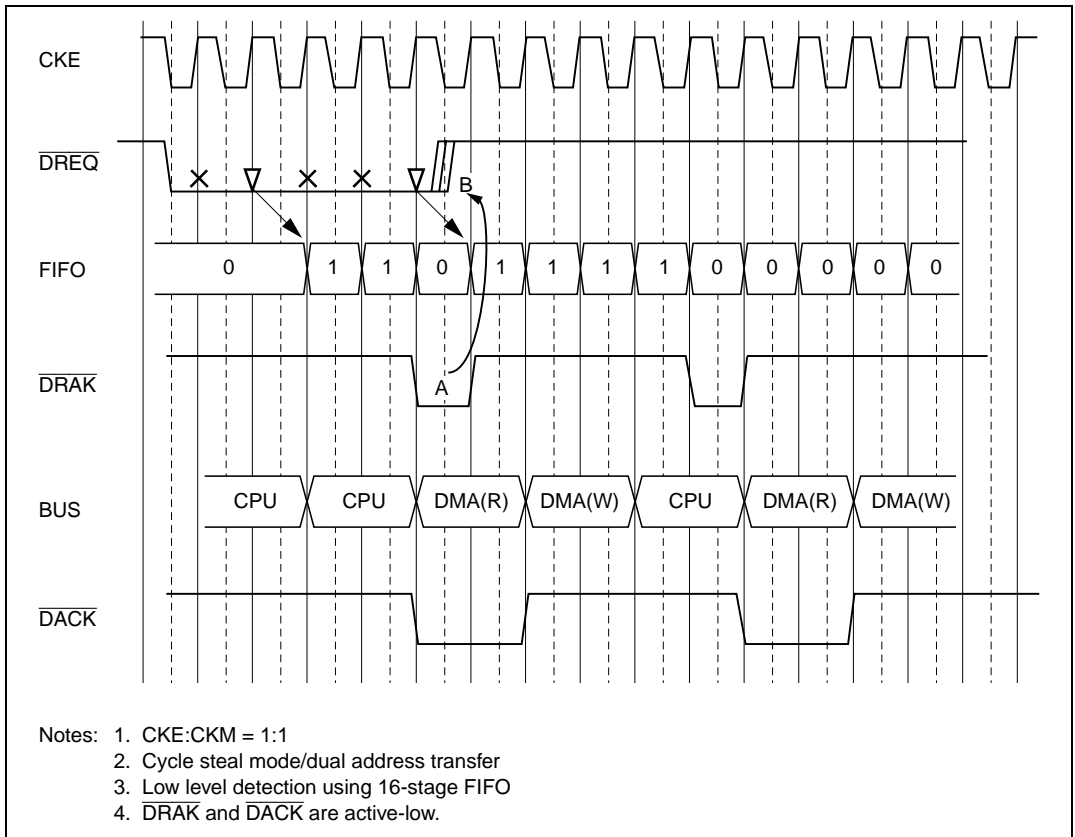 CKE
DREQ
B
FIFO
0 1 1 0 1 1 1 1 0 0 0 0 0
DRAK
A
BUS
CPU CPU DMA(R) DMA(W) CPU DMA(R) DMA(W)
DACK
Notes: 1. CKE:CKM = 1:1
2. Cycle steal mode/dual address transfer
3. Low level detection using 16-stage FIFO
4. DRAK and DACK are active-low.